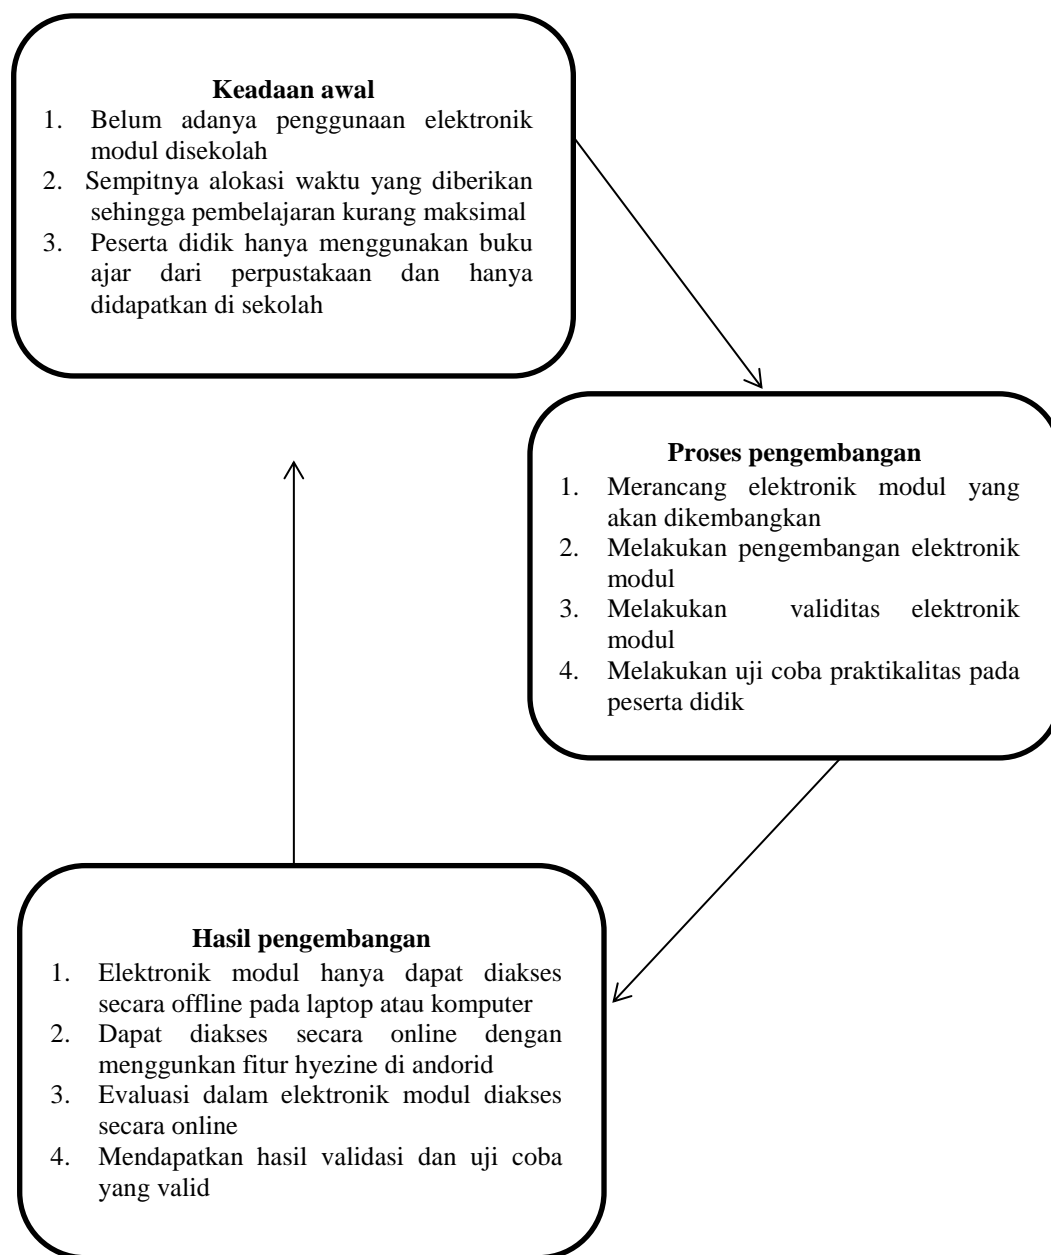 Keadaan awal
1. Belum adanya penggunaan elektronik
modul disekolah
2. Sempitnya alokasi waktu yang diberikan
sehingga pembelajaran kurang maksimal
3. Peserta didik hanya menggunakan buku
ajar dari perpustakaan dan hanya
didapatkan di sekolah
Proses pengembangan
1. Merancang elektronik modul yang
akan dikembangkan
2. Melakukan pengembangan elektronik
modul
3. Melakukan validitas elektronik
modul
4. Melakukan uji coba praktikalitas pada
peserta didik
Hasil pengembangan
1. Elektronik modul hanya dapat diakses
secara offline pada laptop atau komputer
2. Dapat diakses secara online dengan
menggunkan fitur hyezine di andorid
3. Evaluasi dalam elektronik modul diakses
secara online
4. Mendapatkan hasil validasi dan uji coba
yang valid